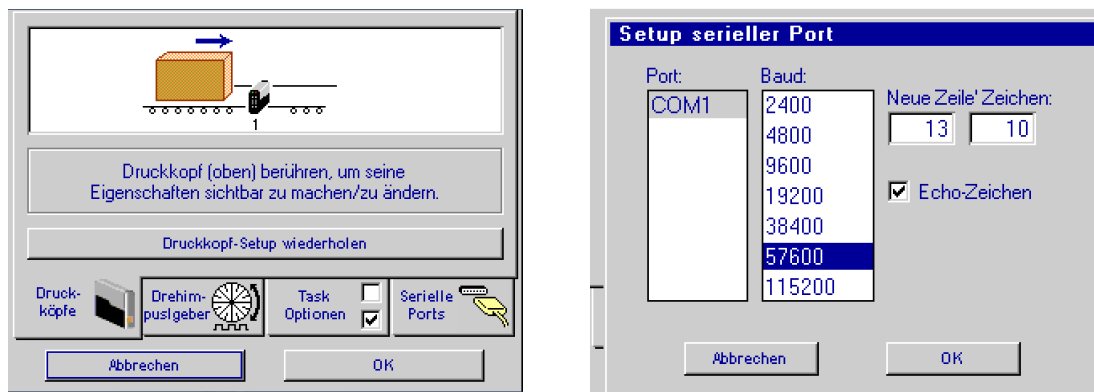 1
Druckkopf (oben) berühren, um seine
Eigenschaften sichtbar zu machen/zu ändern.
Druckkopf-Setup wiederholen
Druck-
köpfe
Drehim-
puslgeber
Task
Optionen
Serielle
Ports
Abbrechen
OK
Setup serieller Port
Port:
COM1
Baud:
2400
4800
9600
19200
38400
57600
115200
Neue Zeile' Zeichen:
13 10
Echo-Zeichen
Abbrechen
OK